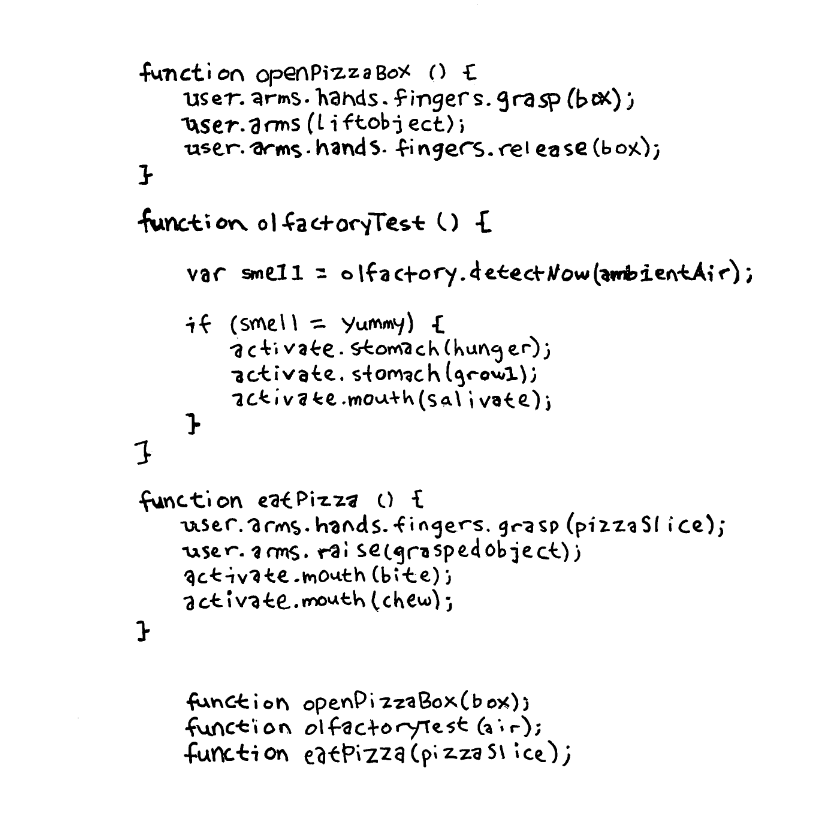 function openPizzaBox () {
user.arms.hands.fingers.grasp(box);
user.arms(liftobject);
user.arms.hands.fingers.release(box);
}
function olfactoryTest () {
var smell = olfactory.detectNow(ambientAir);
if (smell = yummy) {
activate.stomach(hunger);
activate.stomach(growl);
activate.mouth(salivate);
}
}
function eatPizza () {
user.arms.hands.fingers.grasp(pizzaSlice);
user.arms.raise(graspedobject);
activate.mouth(bite);
activate.mouth(chew);
}
function openPizzaBox(box);
function olfactoryTest(air);
function eatPizza(pizzaSlice);